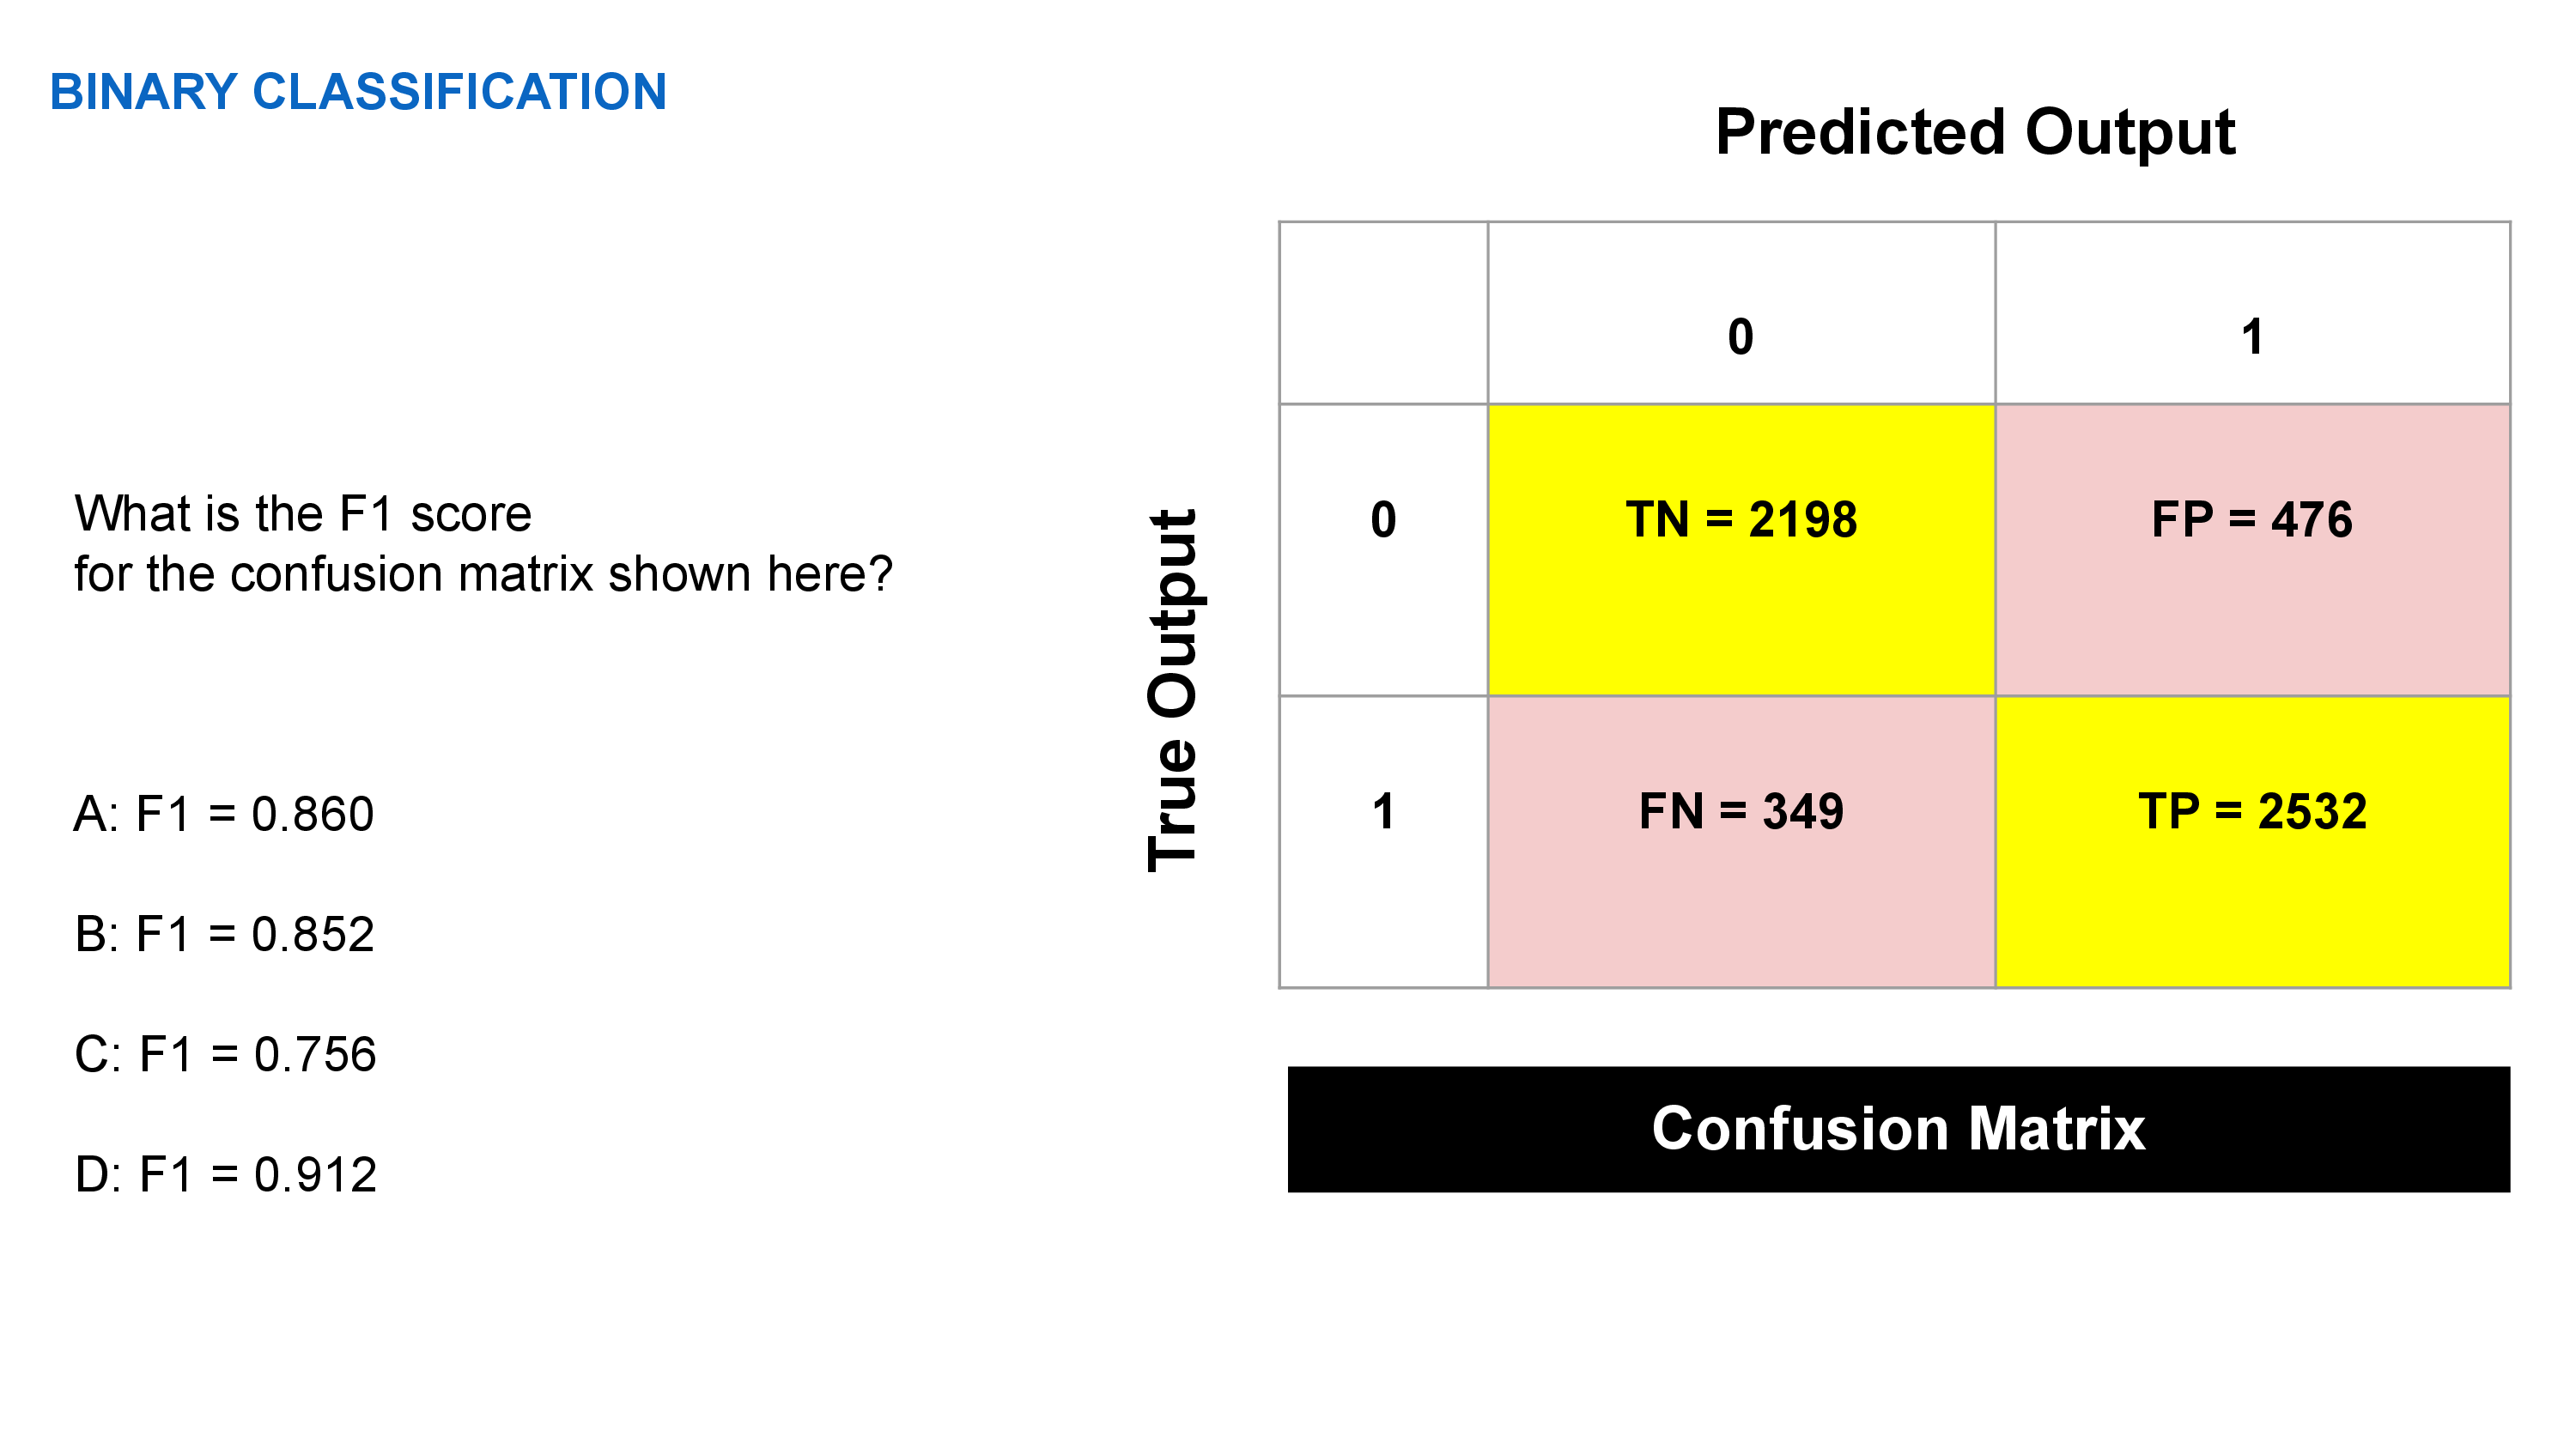 BINARY CLASSIFICATION
What is the F1 score
for the confusion matrix shown here?
A: F1 = 0.860
B: F1 = 0.852
C: F1 = 0.756
D: F1 = 0.912
Predicted Output
True Output
0 1
0 TN = 2198 FP = 476
1 FN = 349 TP = 2532
Confusion Matrix